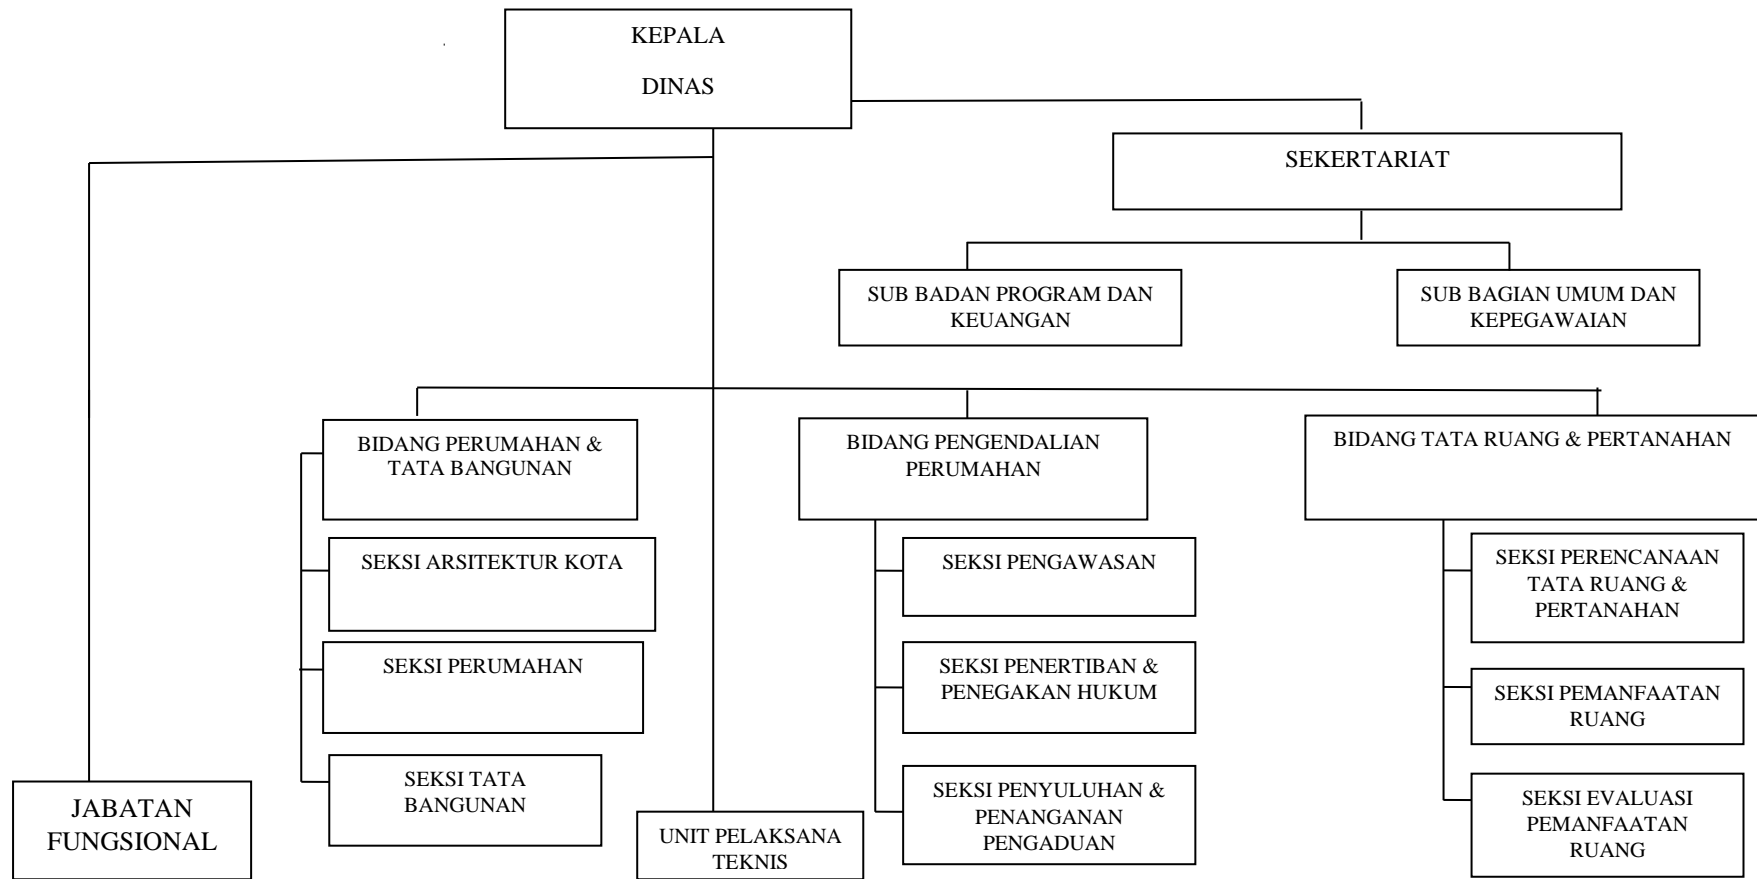 KEPALA
DINAS
SEKERTARIAT
SUB BADAN PROGRAM DAN
KEUANGAN
SUB BAGIAN UMUM DAN
KEPEGAWAIAN
BIDANG PERUMAHAN &
TATA BANGUNAN
BIDANG PENGENDALIAN
PERUMAHAN
BIDANG TATA RUANG & PERTANAHAN
SEKSI ARSITEKTUR KOTA
SEKSI PERUMAHAN
SEKSI TATA
BANGUNAN
SEKSI PENGAWASAN
SEKSI PENERTIBAN &
PENEGAKAN HUKUM
SEKSI PENYULUHAN &
PENANGANAN
PENGADUAN
SEKSI PERENCANAAN
TATA RUANG &
PERTANAHAN
SEKSI PEMANFAATAN
RUANG
SEKSI EVALUASI
PEMANFAATAN
RUANG
JABATAN
FUNGSIONAL
UNIT PELAKSANA
TEKNIS